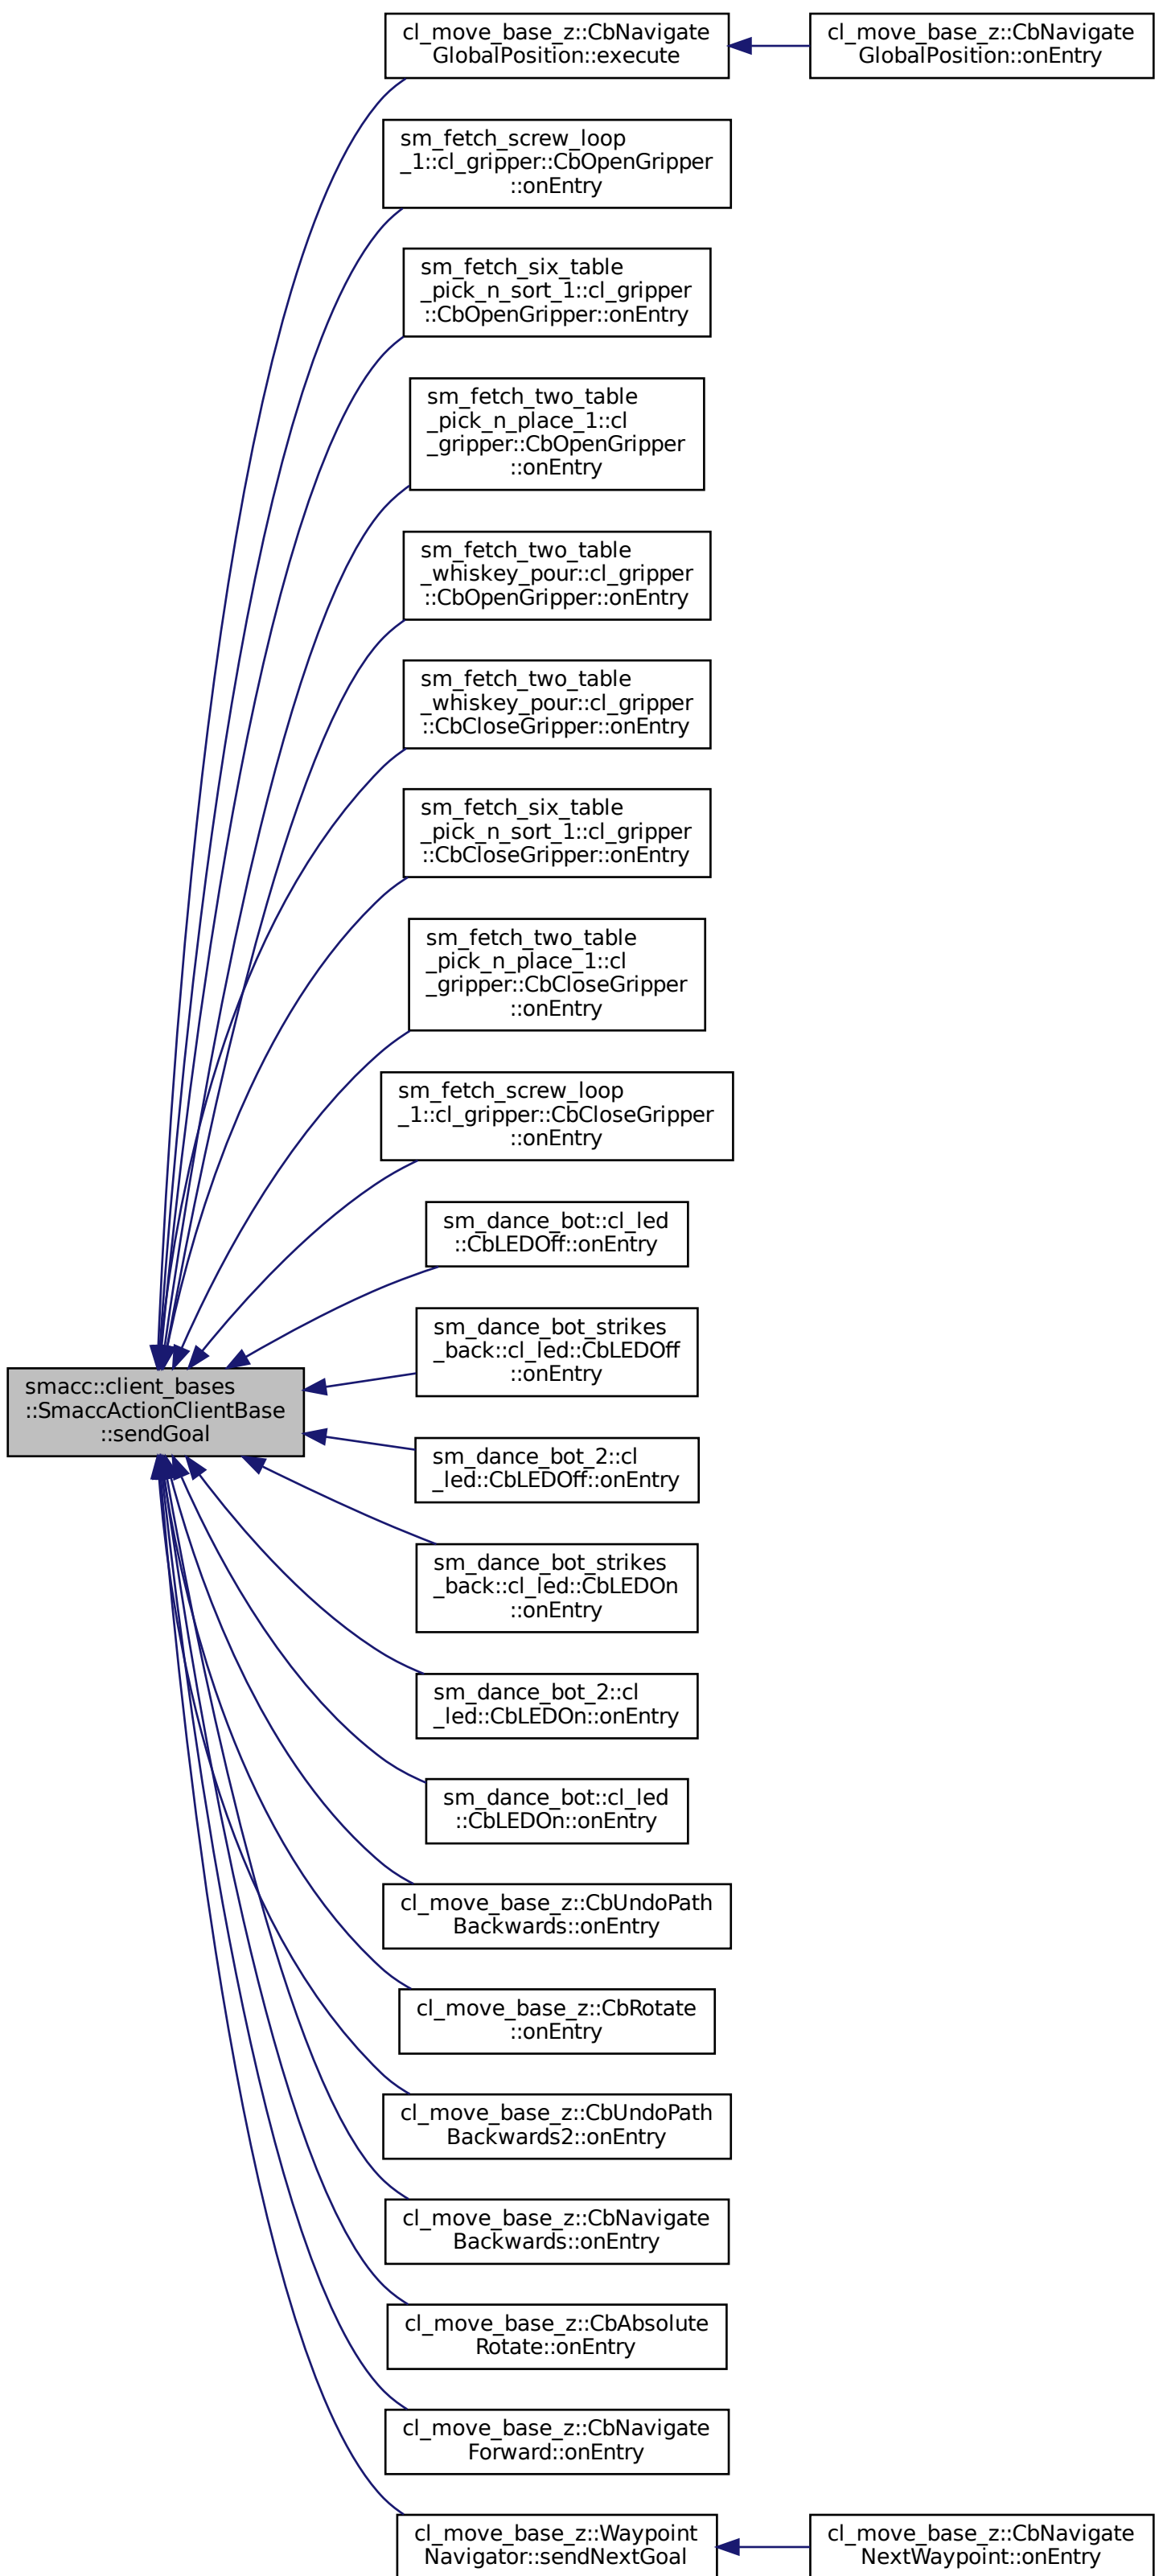 cl_move_base_z::CbNavigate
GlobalPosition::execute
cl_move_base_z::CbNavigate
GlobalPosition::onEntry
sm_fetch_screw_loop
_1::cl_gripper::CbOpenGripper
::onEntry
sm_fetch_six_table
_pick_n_sort_1::cl_gripper
::CbOpenGripper::onEntry
sm_fetch_two_table
_pick_n_place_1::cl
_gripper::CbOpenGripper
::onEntry
sm_fetch_two_table
_whiskey_pour::cl_gripper
::CbOpenGripper::onEntry
sm_fetch_two_table
_whiskey_pour::cl_gripper
::CbCloseGripper::onEntry
sm_fetch_six_table
_pick_n_sort_1::cl_gripper
::CbCloseGripper::onEntry
sm_fetch_two_table
_pick_n_place_1::cl
_gripper::CbCloseGripper
::onEntry
sm_fetch_screw_loop
_1::cl_gripper::CbCloseGripper
::onEntry
sm_dance_bot::cl_led
::CbLEDOff::onEntry
sm_dance_bot_strikes
_back::cl_led::CbLEDOff
::onEntry
smacc::client_bases
::SmaccActionClientBase
::sendGoal
sm_dance_bot_2::cl
_led::CbLEDOff::onEntry
sm_dance_bot_strikes
_back::cl_led::CbLEDOn
::onEntry
sm_dance_bot_2::cl
_led::CbLEDOn::onEntry
sm_dance_bot::cl_led
::CbLEDOn::onEntry
cl_move_base_z::CbUndoPath
Backwards::onEntry
cl_move_base_z::CbRotate
::onEntry
cl_move_base_z::CbUndoPath
Backwards2::onEntry
cl_move_base_z::CbNavigate
Backwards::onEntry
cl_move_base_z::CbAbsolute
Rotate::onEntry
cl_move_base_z::CbNavigate
Forward::onEntry
cl_move_base_z::Waypoint
Navigator::sendNextGoal
cl_move_base_z::CbNavigate
NextWaypoint::onEntry